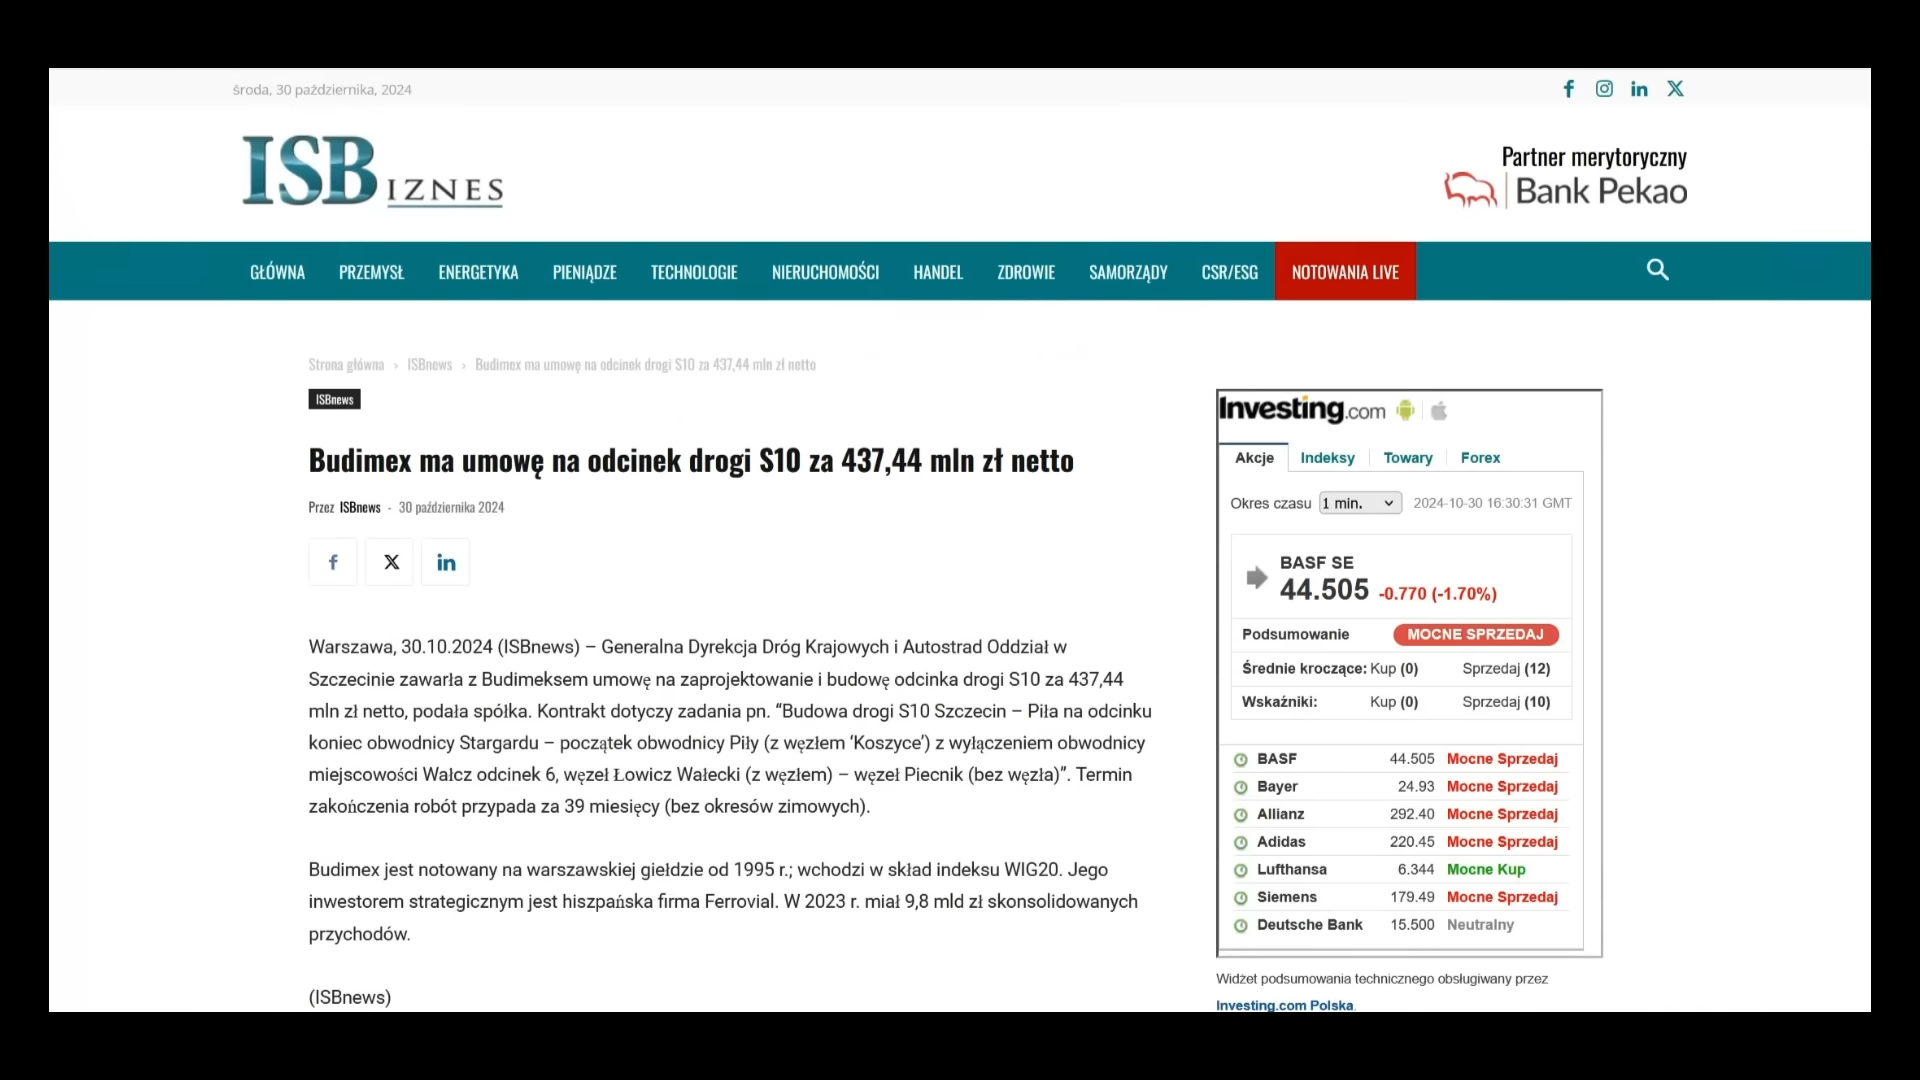 środa, 30 października, 2024
ISBIZNES
Partner merytoryczny
Bank Pekao
GŁÓWNA PRZEMYSŁ ENERGETYKA PIENIĄDZE TECHNOLOGIE NIERUCHOMOŚCI HANDEL ZDROWIE SAMORZĄDY CSR/ESG NOTOWANIA LIVE
Strona główna › ISBnews › Budimex ma umowę na odcinek drogi S10 za 437,44 mln zł netto
ISBnews
Budimex ma umowę na odcinek drogi S10 za 437,44 mln zł netto
Przez ISBnews - 30 października 2024
Warszawa, 30.10.2024 (ISBnews) – Generalna Dyrekcja Dróg Krajowych i Autostrad Oddział w
Szczecinie zawarła z Budimeksem umowę na zaprojektowanie i budowę odcinka drogi S10 za 437,44
mln zł netto, podała spółka. Kontrakt dotyczy zadania pn. “Budowa drogi S10 Szczecin – Piła na odcinku
koniec obwodnicy Stargardu – początek obwodnicy Piły (z węzłem ‘Koszyce’) z wyłączeniem obwodnicy
miejscowości Wałcz odcinek 6, węzeł Łowicz Wałecki (z węzłem) – węzeł Piecnik (bez węzła)”. Termin
zakończenia robót przypada za 39 miesięcy (bez okresów zimowych).
Budimex jest notowany na warszawskiej giełdzie od 1995 r.; wchodzi w skład indeksu WIG20. Jego
inwestorem strategicznym jest hiszpańska firma Ferrovial. W 2023 r. miał 9,8 mld zł skonsolidowanych
przychodów.
(ISBnews)
Investing.com
Akcje Indeksy Towary Forex
Okres czasu 1 min. 2024-10-30 16:30:31 GMT
BASF SE
44.505 -0.770 (-1.70%)
Podsumowanie MOCNE SPRZEDAJ
Średnie kroczące: Kup (0) Sprzedaj (12)
Wskaźniki: Kup (0) Sprzedaj (10)
BASF 44.505 Mocne Sprzedaj
Bayer 24.93 Mocne Sprzedaj
Allianz 292.40 Mocne Sprzedaj
Adidas 220.45 Mocne Sprzedaj
Lufthansa 6.344 Mocne Kup
Siemens 179.49 Mocne Sprzedaj
Deutsche Bank 15.500 Neutralny
Widżet podsumowania technicznego obsługiwany przez
Investing.com Polska.